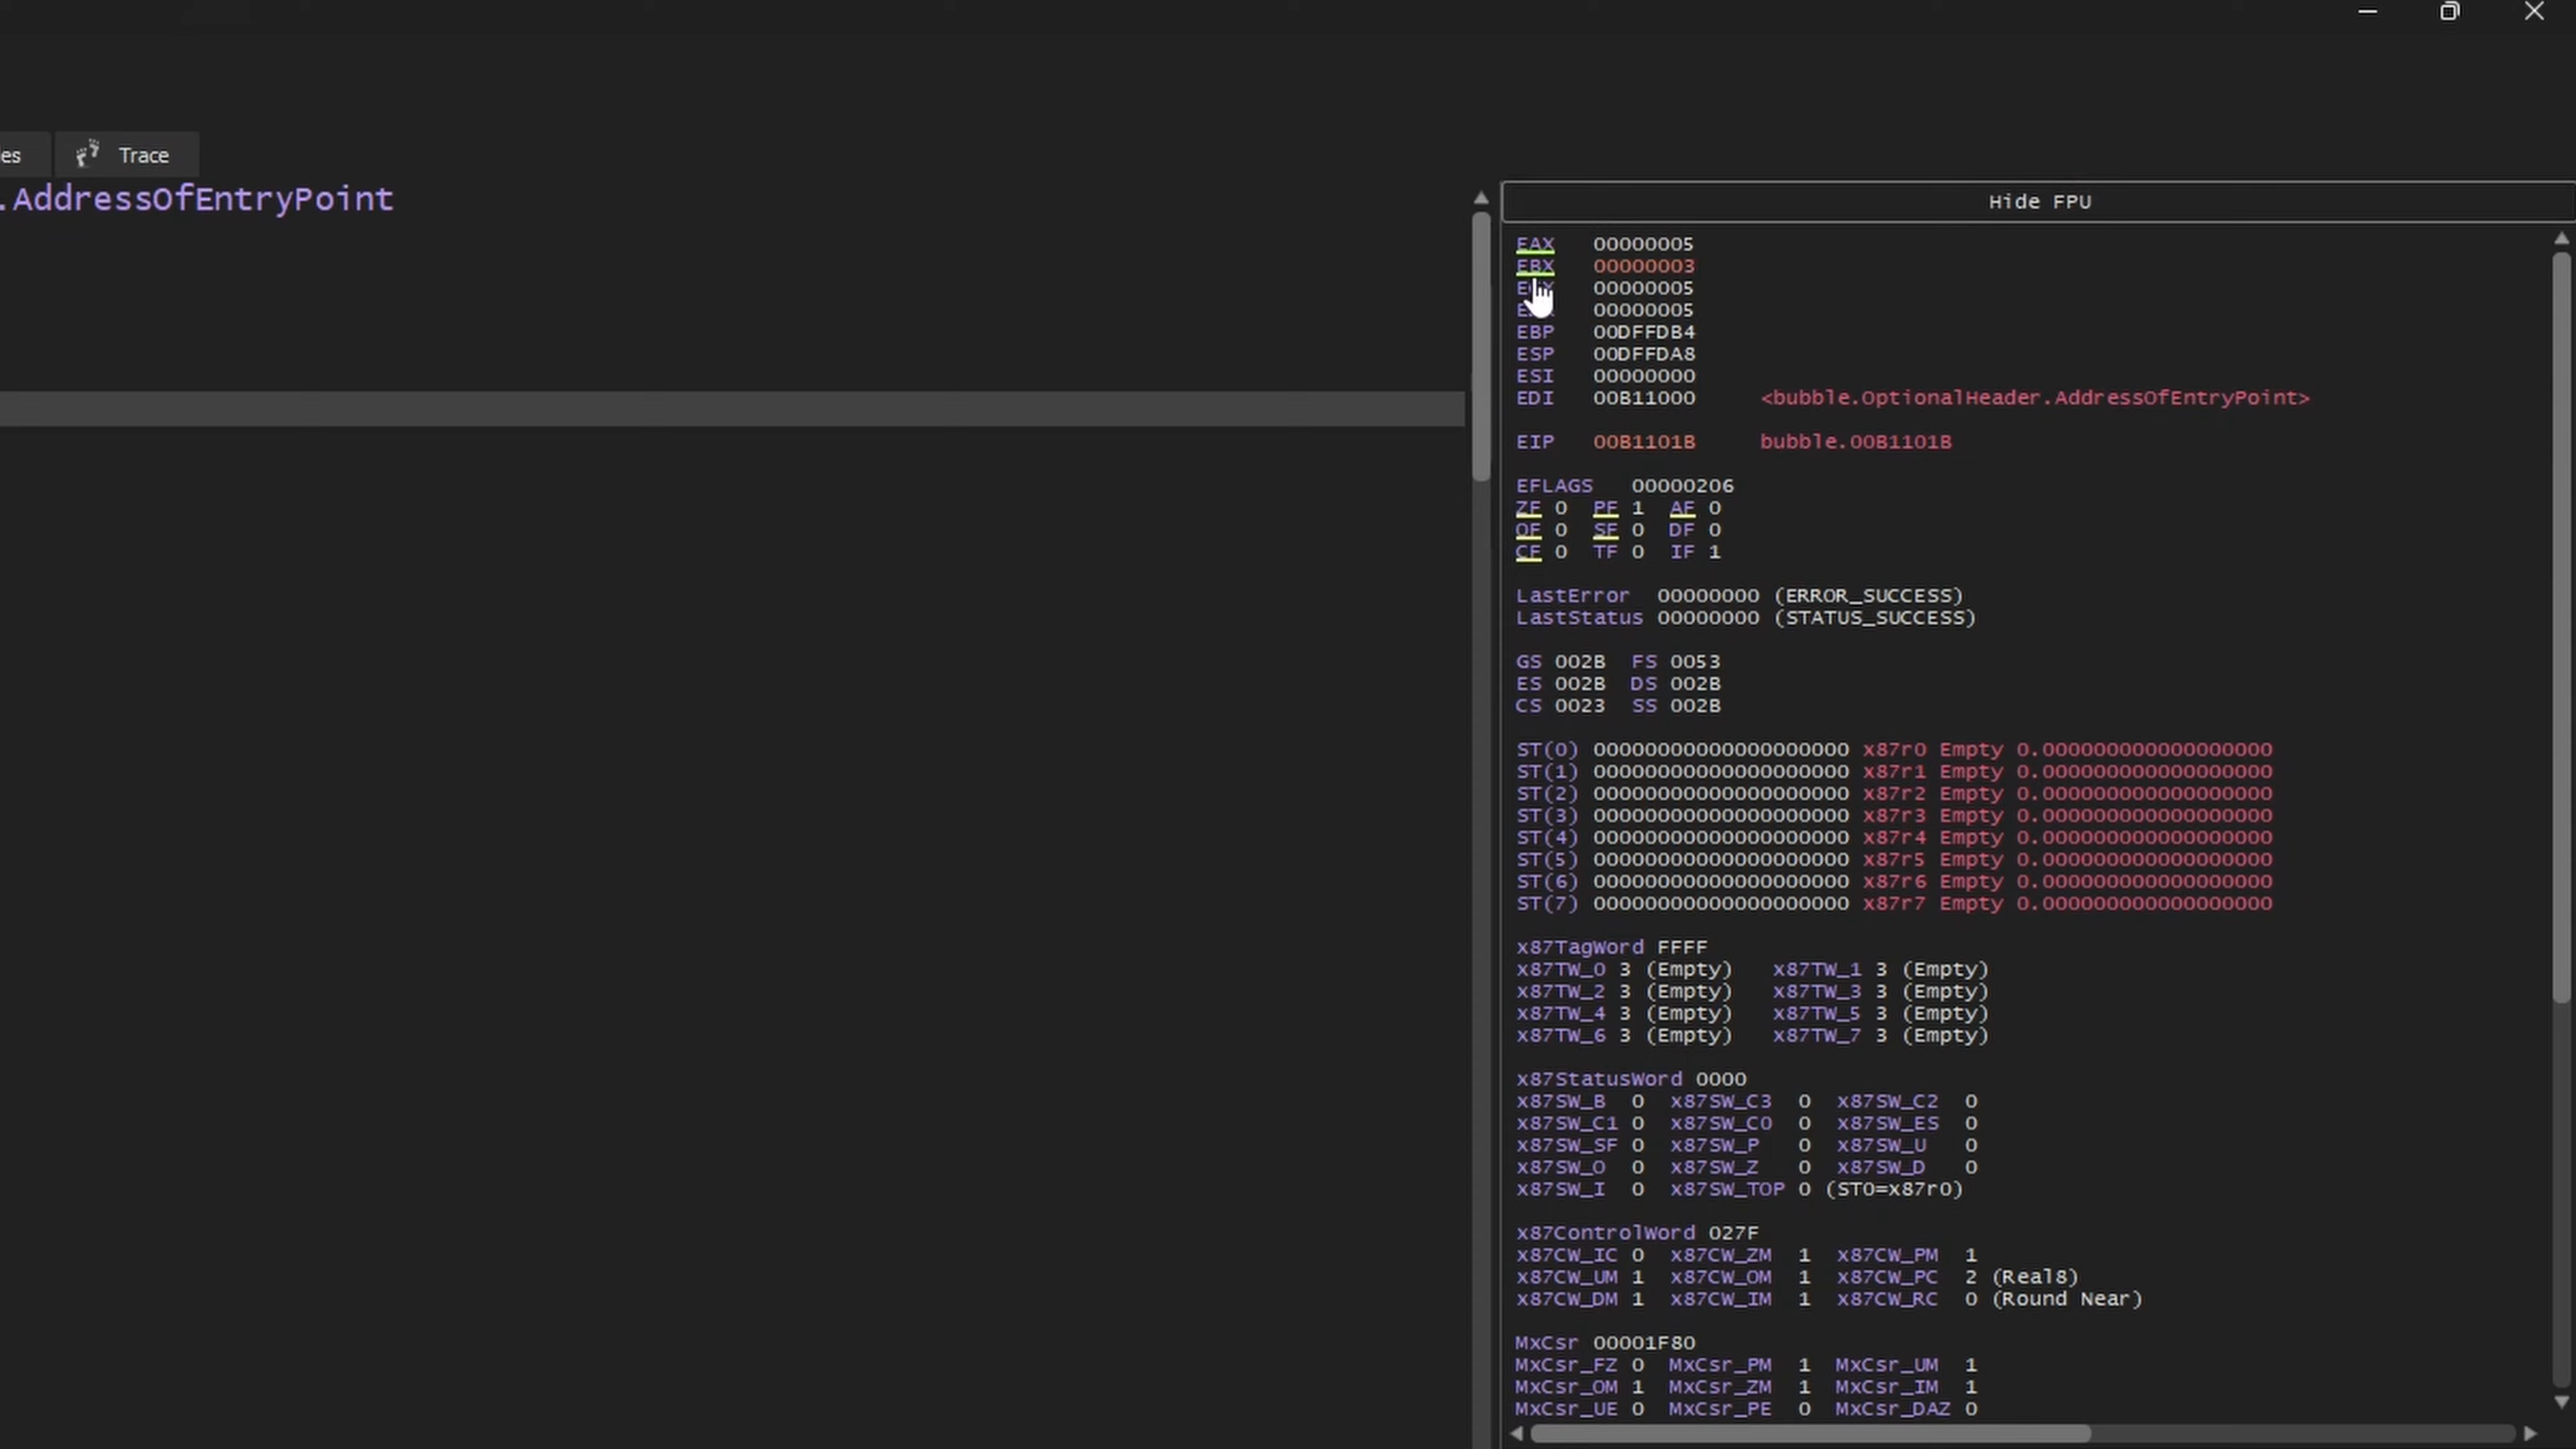 es
Trace
.AddressOfEntryPoint
Hide FPU
EAX 00000005
EBX 00000003
00000005
00000005
EBP 00DFFDB4
ESP 00DFFDA8
ESI 00000000
EDI 00B11000 <bubble.OptionalHeader.AddressOfEntryPoint>
EIP 00B1101B bubble.00B1101B
EFLAGS 00000206
ZF 0 PF 1 AF 0
OF 0 SF 0 DF 0
CF 0 TF 0 IF 1
LastError 00000000 (ERROR_SUCCESS)
LastStatus 00000000 (STATUS_SUCCESS)
GS 002B FS 0053
ES 002B DS 002B
CS 0023 SS 002B
ST(0) 00000000000000000000 x87r0 Empty 0.000000000000000000
ST(1) 00000000000000000000 x87r1 Empty 0.000000000000000000
ST(2) 00000000000000000000 x87r2 Empty 0.000000000000000000
ST(3) 00000000000000000000 x87r3 Empty 0.000000000000000000
ST(4) 00000000000000000000 x87r4 Empty 0.000000000000000000
ST(5) 00000000000000000000 x87r5 Empty 0.000000000000000000
ST(6) 00000000000000000000 x87r6 Empty 0.000000000000000000
ST(7) 00000000000000000000 x87r7 Empty 0.000000000000000000
x87TagWord FFFF
x87TW_0 3 (Empty) x87TW_1 3 (Empty)
x87TW_2 3 (Empty) x87TW_3 3 (Empty)
x87TW_4 3 (Empty) x87TW_5 3 (Empty)
x87TW_6 3 (Empty) x87TW_7 3 (Empty)
x87StatusWord 0000
x87SW_B 0 x87SW_C3 0 x87SW_C2 0
x87SW_C1 0 x87SW_C0 0 x87SW_ES 0
x87SW_SF 0 x87SW_P 0 x87SW_U 0
x87SW_O 0 x87SW_Z 0 x87SW_D 0
x87SW_I 0 x87SW_TOP 0 (ST0=x87r0)
x87ControlWord 027F
x87CW_IC 0 x87CW_ZM 1 x87CW_PM 1
x87CW_UM 1 x87CW_OM 1 x87CW_PC 2 (Real8)
x87CW_DM 1 x87CW_IM 1 x87CW_RC 0 (Round Near)
MxCsr 00001F80
MxCsr_FZ 0 MxCsr_PM 1 MxCsr_UM 1
MxCsr_OM 1 MxCsr_ZM 1 MxCsr_IM 1
MxCsr_UE 0 MxCsr_PE 0 MxCsr_DAZ 0